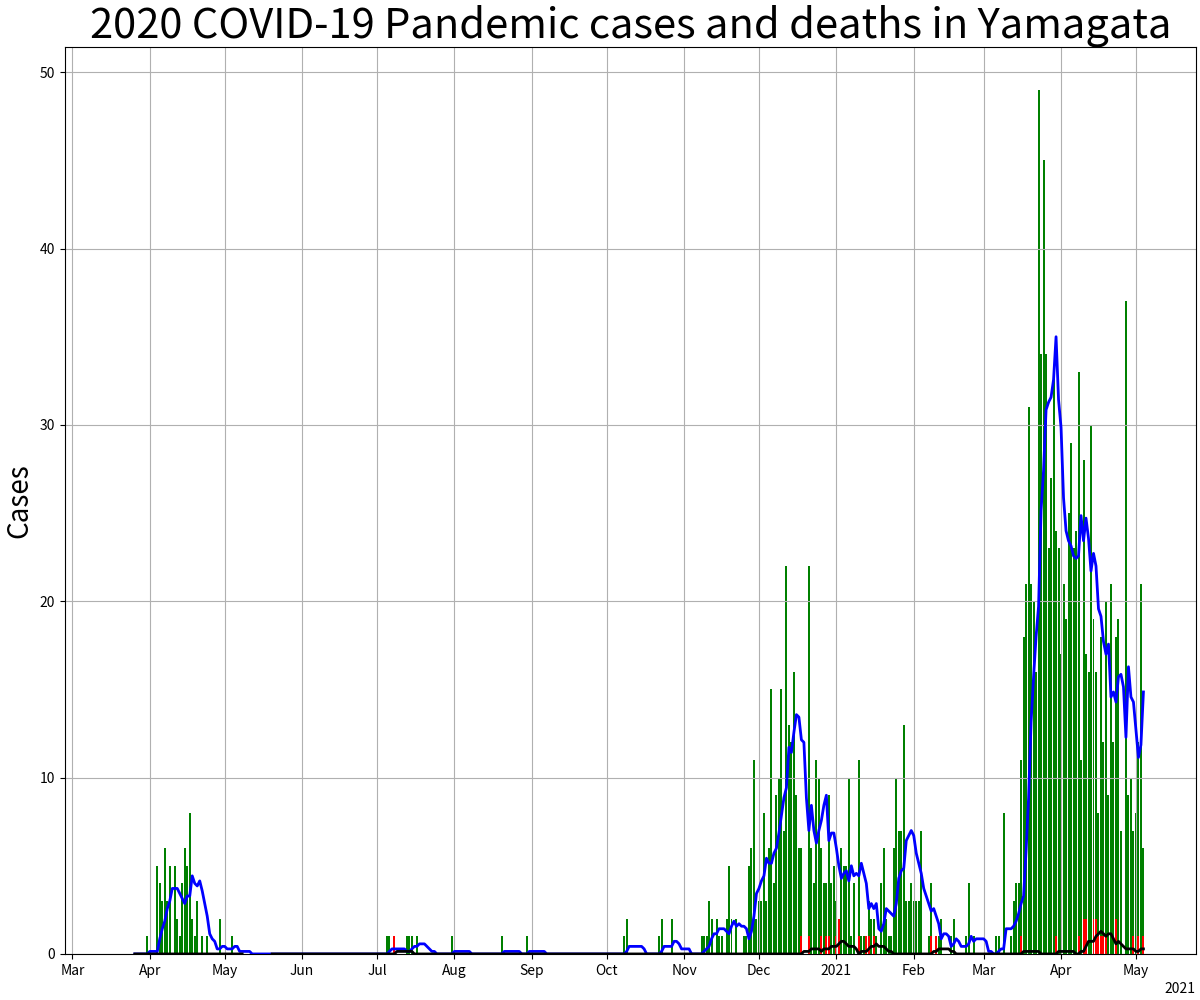 2020 COVID-19 Pandemic cases and deaths in Yamagata
50
40
30
20
10
0
Cases
Mar Apr May Jun Jul Aug Sep Oct Nov Dec 2021 Feb Mar Apr May
2021